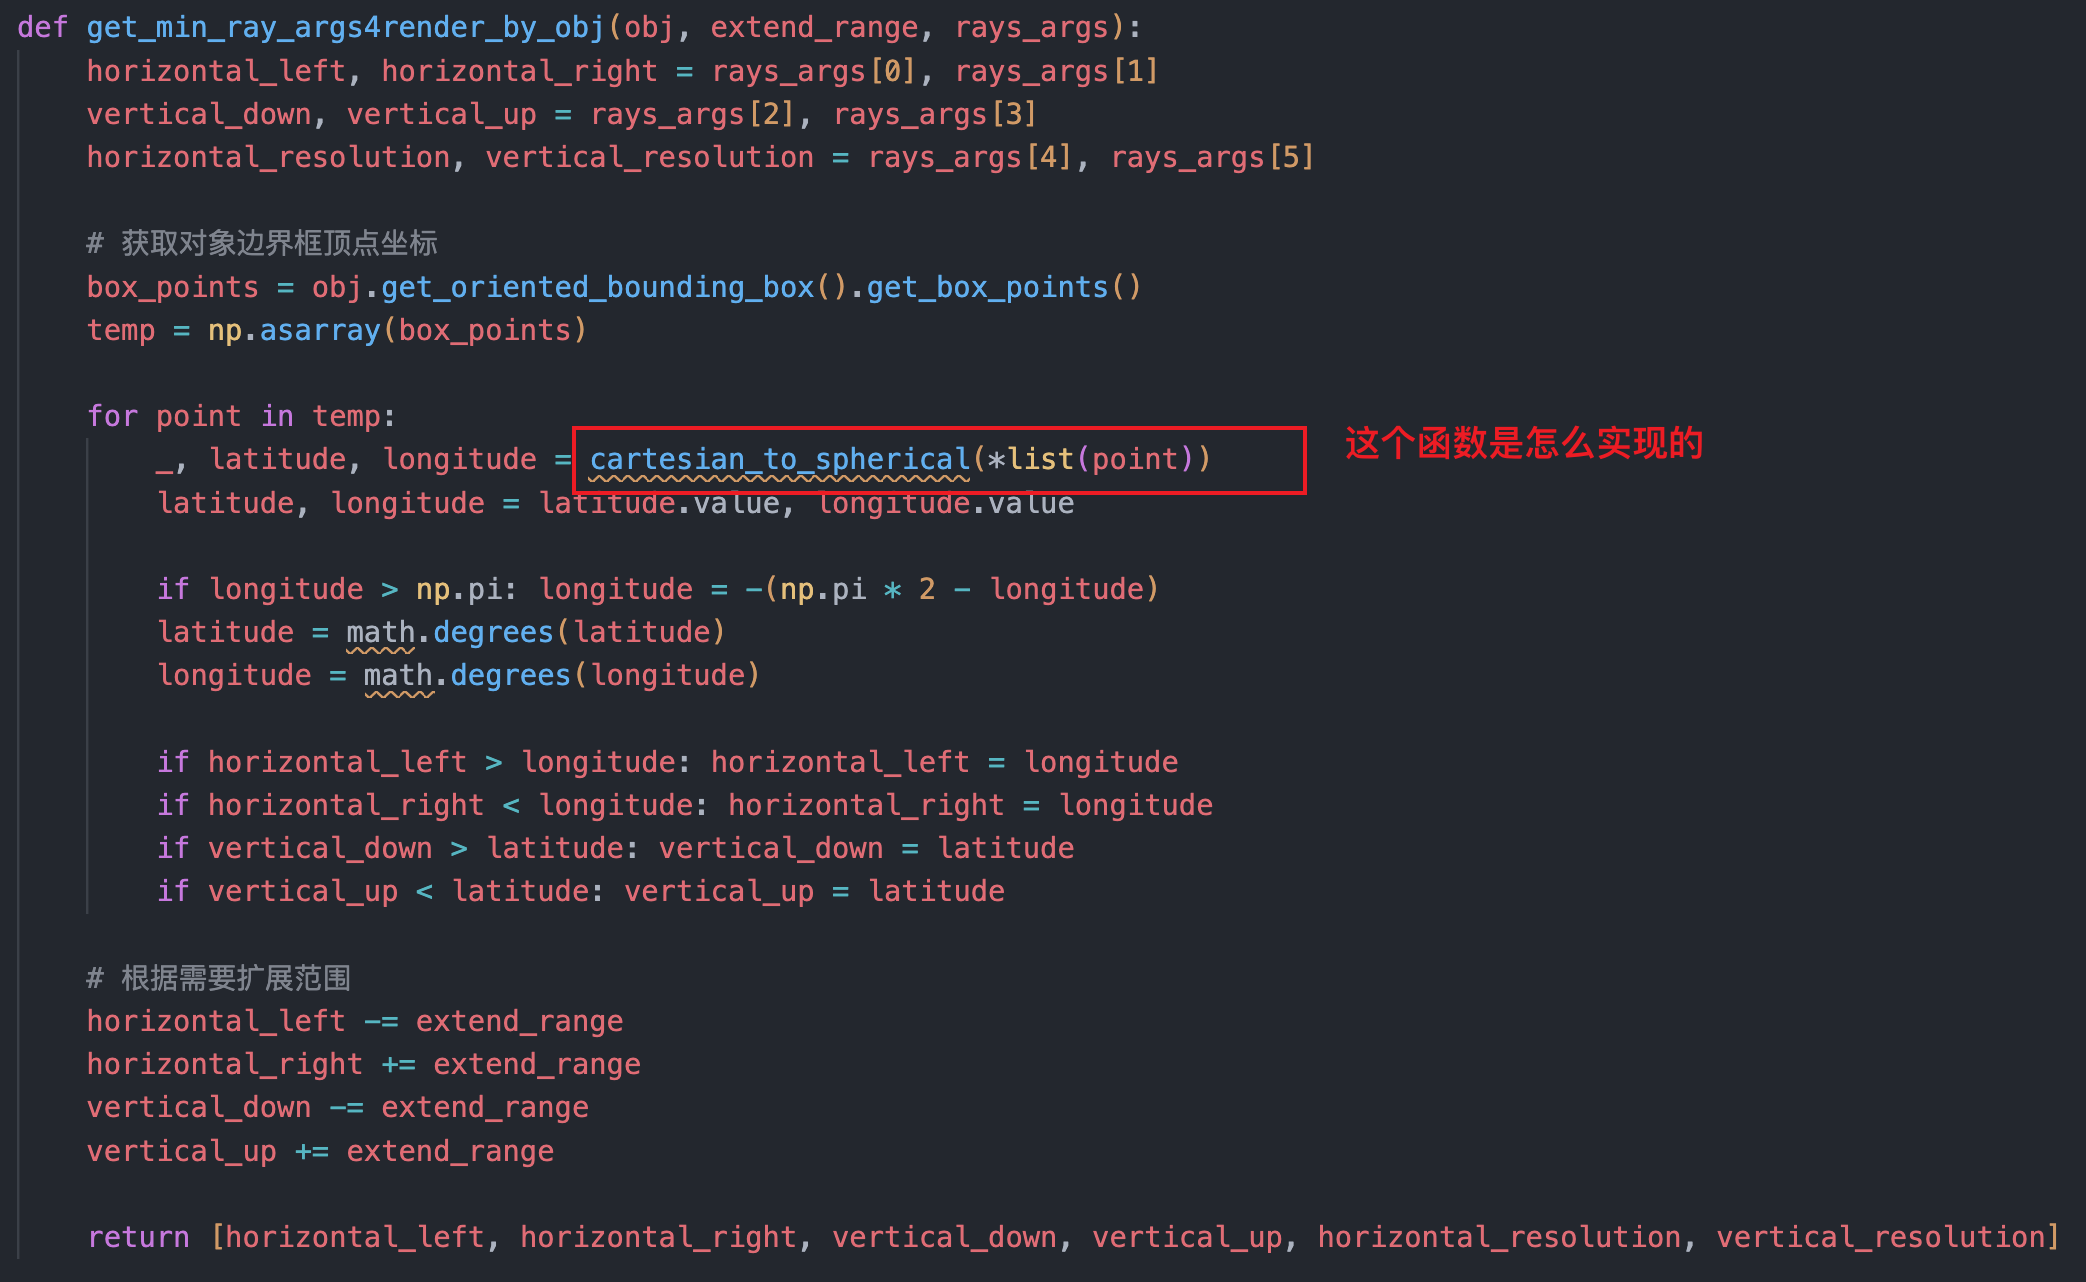 def get_min_ray_args4render_by_obj(obj, extend_range, rays_args):
horizontal_left, horizontal_right = rays_args[0], rays_args[1]
vertical_down, vertical_up = rays_args[2], rays_args[3]
horizontal_resolution, vertical_resolution = rays_args[4], rays_args[5]
# 获取对象边界框顶点坐标
box_points = obj.get_oriented_bounding_box().get_box_points()
temp = np.asarray(box_points)
for point in temp:
_, latitude, longitude = cartesian_to_spherical(*list(point))
这个函数是怎么实现的
latitude, longitude = latitude.value, longitude.value
if longitude > np.pi: longitude = -(np.pi * 2 - longitude)
latitude = math.degrees(latitude)
longitude = math.degrees(longitude)
if horizontal_left > longitude: horizontal_left = longitude
if horizontal_right < longitude: horizontal_right = longitude
if vertical_down > latitude: vertical_down = latitude
if vertical_up < latitude: vertical_up = latitude
# 根据需要扩展范围
horizontal_left -= extend_range
horizontal_right += extend_range
vertical_down -= extend_range
vertical_up += extend_range
return [horizontal_left, horizontal_right, vertical_down, vertical_up, horizontal_resolution, vertical_resolution]